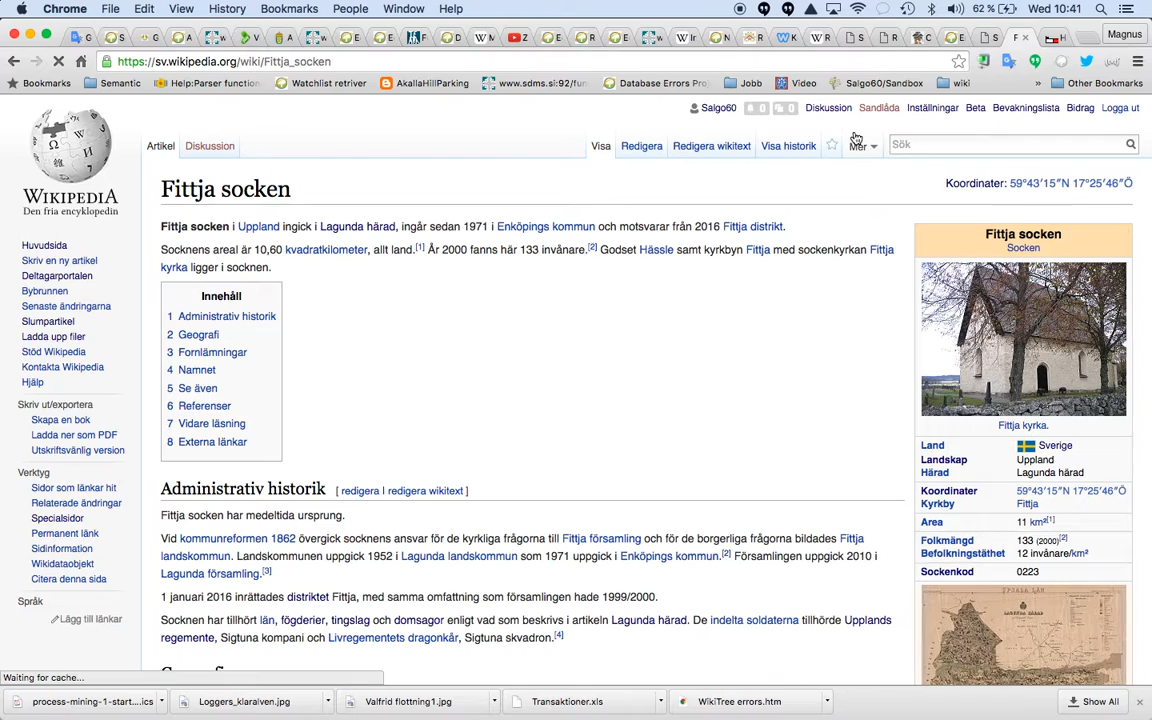 Chrome File Edit View History Bookmarks People Window Help 62 % Wed 10:41
Magnus
https://sv.wikipedia.org/wiki/Fittja_socken
Bookmarks Semantic Help:Parser function Watchlist retriever AkallaHillParking www.sdms.si:92/fun Database Errors Pro Jobb Video Salgo60/Sandbox wiki » Other Bookmarks
Salgo60 0 0 Diskussion Sandlåda Inställningar Beta Bevakningslista Bidrag Logga ut
Artikel Diskussion Visa Redigera Redigera wikitext Visa historik Mer Sök
WIKIPEDIA
Den fria encyklopedin
Huvudsida
Skriv en ny artikel
Deltagarportalen
Bybrunnen
Senaste ändringarna
Slumpartikel
Ladda upp filer
Stöd Wikipedia
Kontakta Wikipedia
Hjälp
Skriv ut/exportera
Skapa en bok
Ladda ner som PDF
Utskriftsvänlig version
Verktyg
Sidor som länkar hit
Relaterade ändringar
Specialsidor
Permanent länk
Sidinformation
Wikidataobjekt
Citera denna sida
Språk
Lägg till länkar
Fittja socken
Koordinater: 59°43′15″N 17°25′46″Ö
Fittja socken i Uppland ingick i Lagunda härad, ingår sedan 1971 i Enköpings kommun och motsvarar från 2016 Fittja distrikt.
Socknens areal är 10,60 kvadratkilometer, allt land.[1] År 2000 fanns här 133 invånare.[2] Godset Hässle samt kyrkbyn Fittja med sockenkyrkan Fittja
kyrka ligger i socknen.
Innehåll
1 Administrativ historik
2 Geografi
3 Fornlämningar
4 Namnet
5 Se även
6 Referenser
7 Vidare läsning
8 Externa länkar
Administrativ historik [ redigera | redigera wikitext ]
Fittja socken har medeltida ursprung.
Vid kommunreformen 1862 övergick socknens ansvar för de kyrkliga frågorna till Fittja församling och för de borgerliga frågorna bildades Fittja
landskommun. Landskommunen uppgick 1952 i Lagunda landskommun som 1971 uppgick i Enköpings kommun.[2] Församlingen uppgick 2010 i
Lagunda församling.[3]
1 januari 2016 inrättades distriktet Fittja, med samma omfattning som församlingen hade 1999/2000.
Socknen har tillhört län, fögderier, tingslag och domsagor enligt vad som beskrivs i artikeln Lagunda härad. De indelta soldaterna tillhörde Upplands
regemente, Sigtuna kompani och Livregementets dragonkår, Sigtuna skvadron.[4]
Fittja socken
Socken
Fittja kyrka.
Land Sverige
Landskap Uppland
Härad Lagunda härad
Koordinater 59°43′15″N 17°25′46″Ö
Kyrkby Fittja
Area 11 km²[1]
Folkmängd 133 (2000)[2]
Befolkningstäthet 12 invånare/km²
Sockenkod 0223
Waiting for cache...
process-mining-1-start....ics Loggers_klaralven.jpg Valfrid flottning1.jpg Transaktioner.xls WikiTree errors.htm Show All